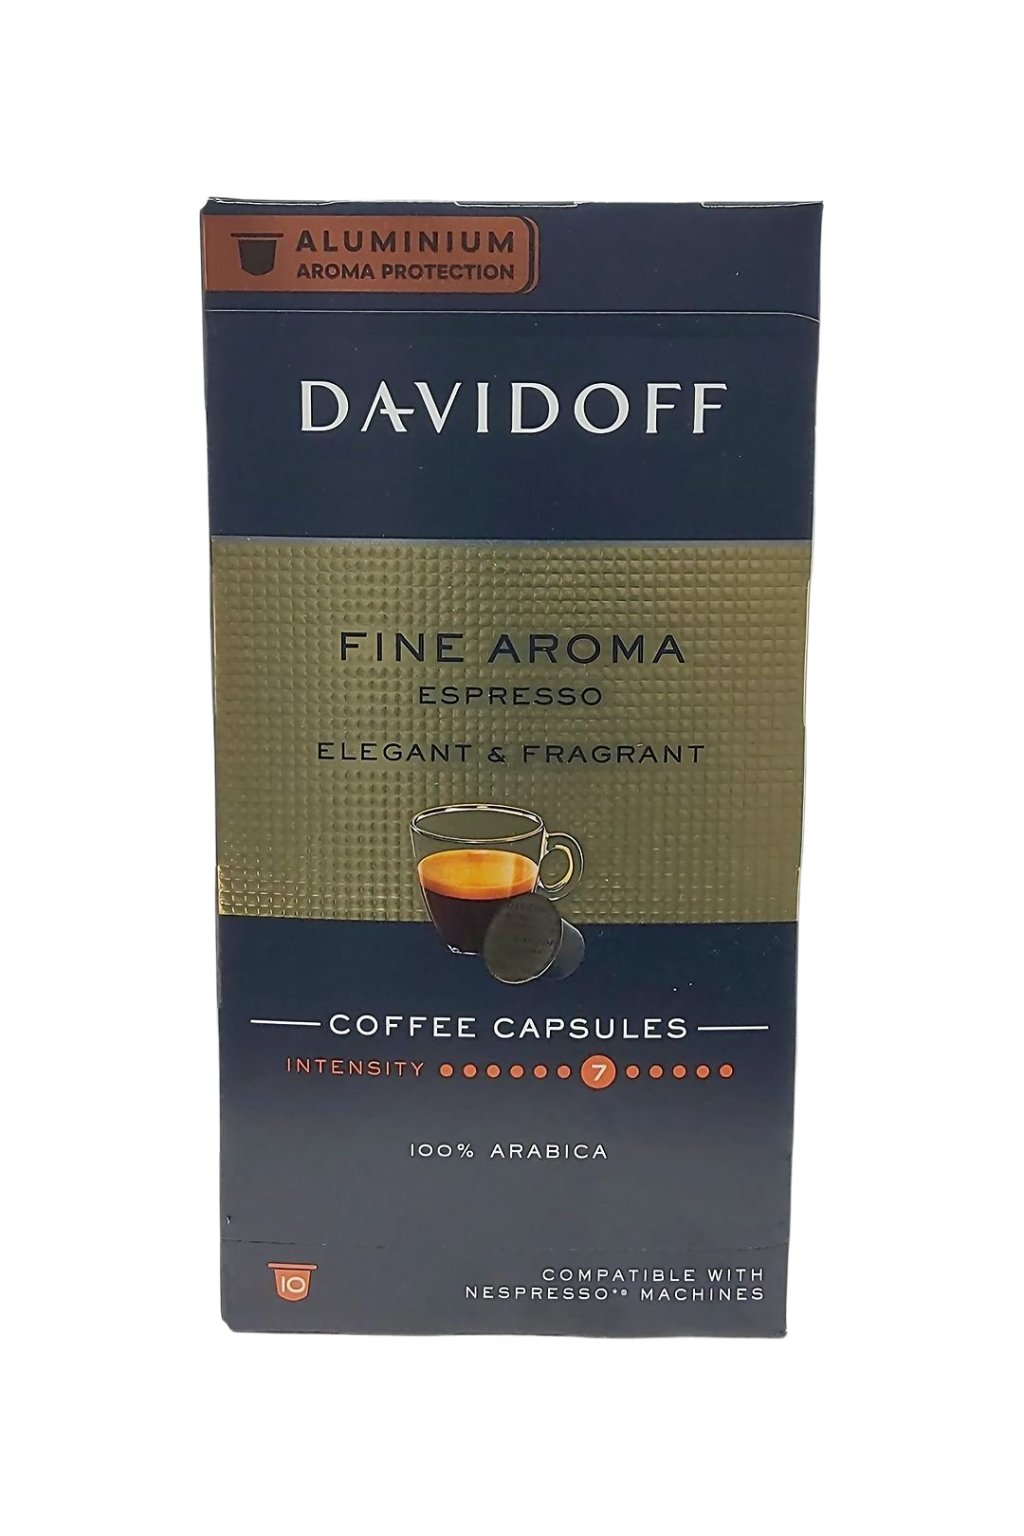 ALUMINIUM
AROMA PROTECTION
DAVIDOFF
FINE AROMA
ESPRESSO
ELEGANT & FRAGRANT
COFFEE CAPSULES
INTENSITY 7
100% ARABICA
10
COMPATIBLE WITH
NESPRESSO*® MACHINES